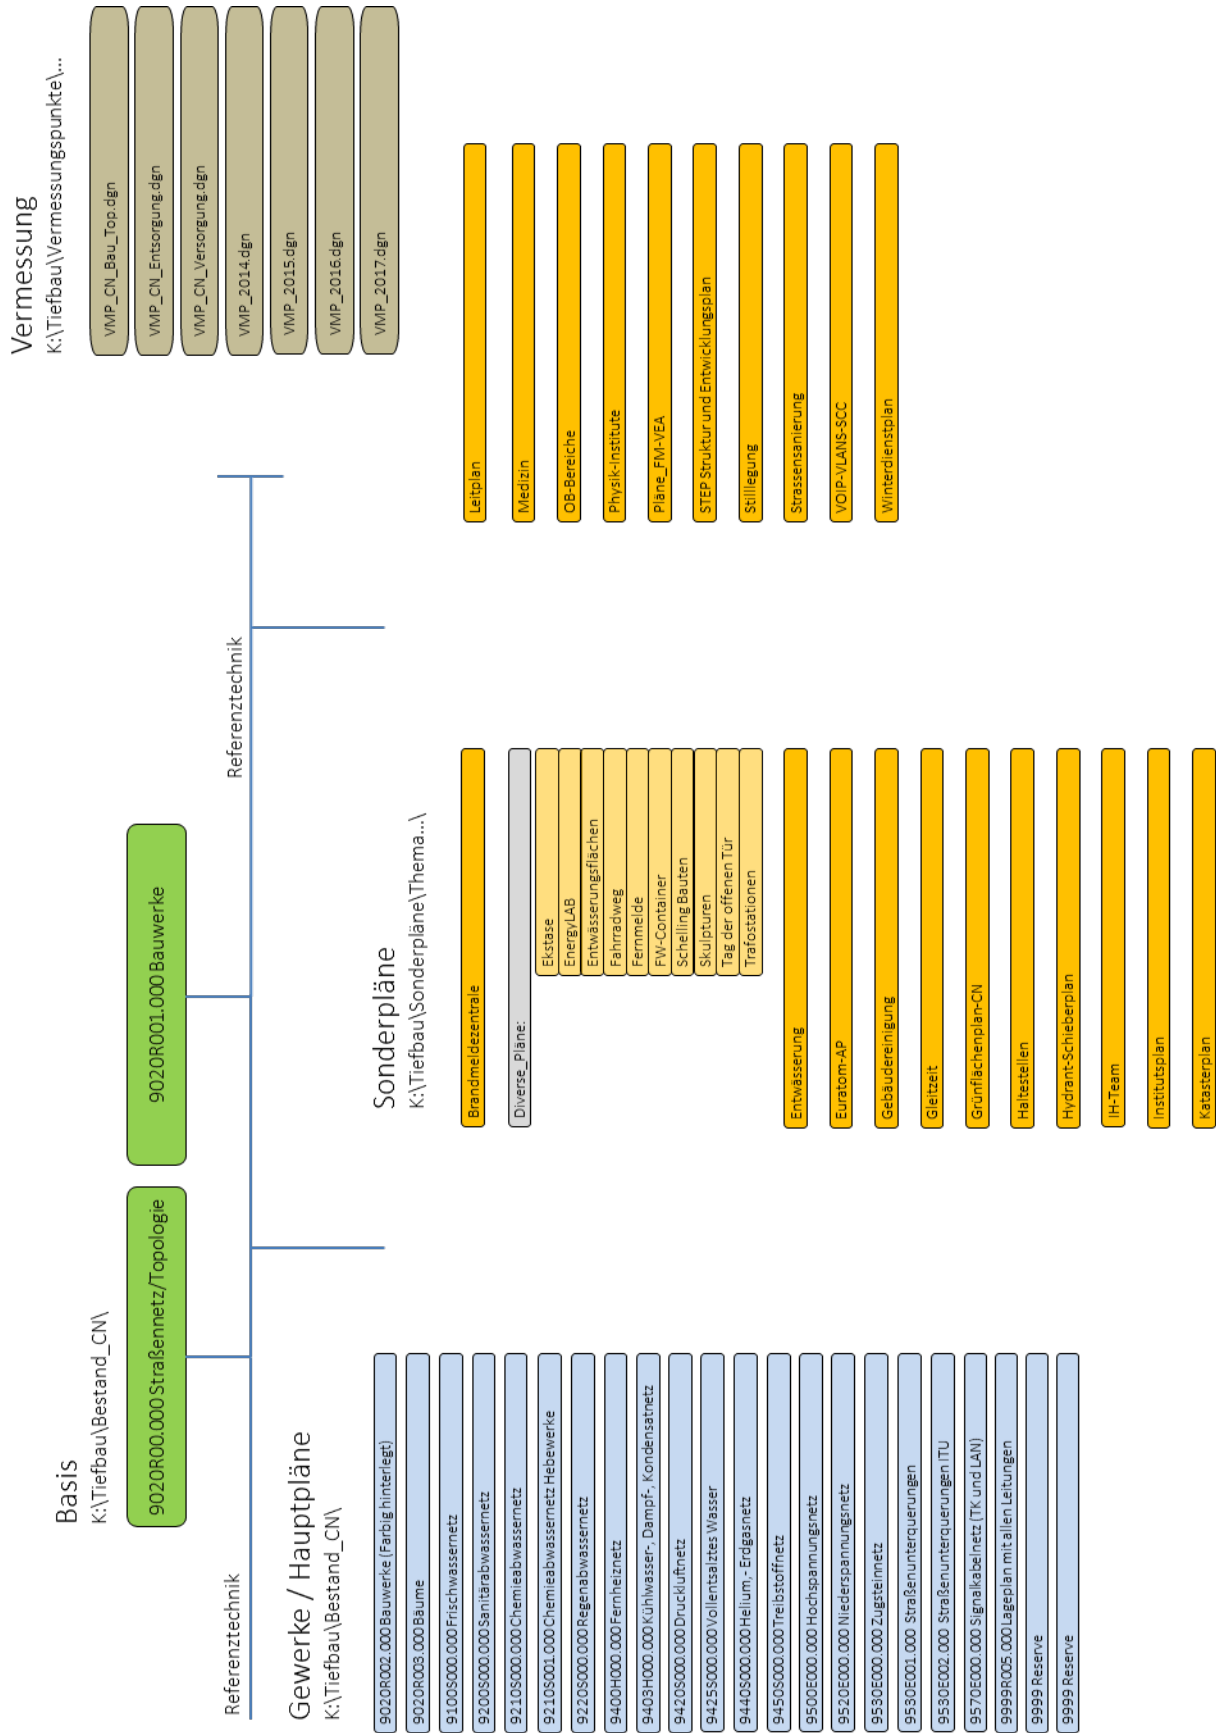 Basis
K:\Tiefbau\Bestand_CN\
9020R00.000 Straßennetz/Topologie
9020R001.000 Bauwerke
Vermessung
K:\Tiefbau\Vermessungspunkte\...
VMP_CN_Bau_Top.dgn
VMP_CN_Entsorgung.dgn
VMP_CN_Versorgung.dgn
VMP_2014.dgn
VMP_2015.dgn
VMP_2016.dgn
VMP_2017.dgn
Referenztechnik
Referenztechnik
Gewerke / Hauptpläne
K:\Tiefbau\Bestand_CN\
9020R002.000 Bauwerke (Farbig hinterlegt)
9020R003.000 Bäume
9100S000.000 Frischwassernetz
9200S000.000 Sanitärabwassernetz
9210S000.000 Chemieabwassernetz
9210S001.000 Chemieabwassernetz Hebewerke
9220S000.000 Regenabwassernetz
9400H000.000 Fernheiznetz
9403H000.000 Kühlwasser-, Dampf-, Kondensatnetz
9420S000.000 Druckluftnetz
9425S000.000 Vollentsalztes Wasser
9440S000.000 Helium,- Erdgasnetz
9450S000.000 Treibstoffnetz
9500E000.000 Hochspannungsnetz
9520E000.000 Niederspannungsnetz
9530E000.000 Zugsteinnetz
9530E001.000 Straßenunterquerungen
9530E002.000 Straßenunterquerungen ITU
9570E000.000 Signalkabelnetz (TK und LAN)
9999R005.000 Lageplan mit allen Leitungen
9999 Reserve
9999 Reserve
Sonderpläne
K:\Tiefbau\Sonderpläne\Thema...\
Brandmeldezentrale
Diverse_Pläne:
Ekstase
EnergyLAB
Entwässerungsflächen
Fahrradweg
Fernmelde
FW-Container
Schelling Bauten
Skulpturen
Tag der offenen Tür
Trafostationen
Entwässerung
Euratom-AP
Gebäudereinigung
Gleitzeit
Grünflächenplan-CN
Haltestellen
Hydrant-Schieberplan
IH-Team
Institutsplan
Katasterplan
Leitplan
Medizin
OB-Bereiche
Physik-Institute
Pläne_FM-VEA
STEP Struktur und Entwicklungsplan
Stilllegung
Strassensanierung
VOIP-VLANS-SCC
Winterdienstplan